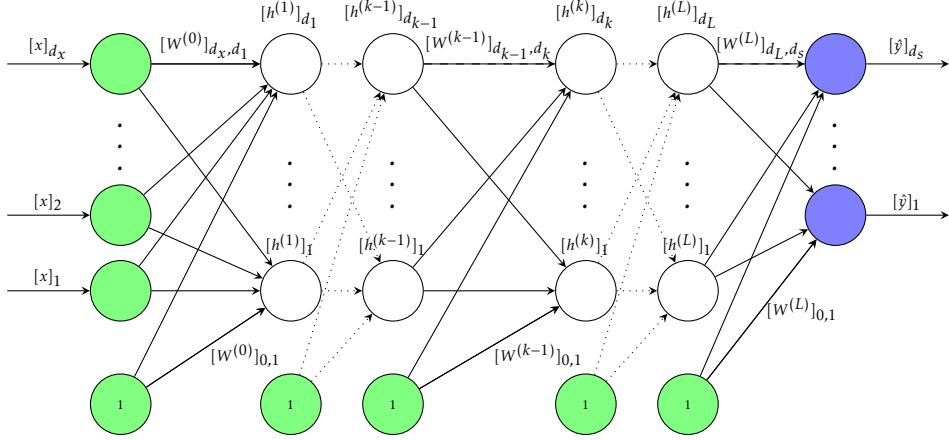 [h^{(1)}]_{d_1} [h^{(k-1)}]_{d_{k-1}} [h^{(k)}]_{d_k} [h^{(L)}]_{d_L}
[x]_{d_x} [W^{(0)}]_{d_x,d_1} [W^{(k-1)}]_{d_{k-1},d_k} [W^{(L)}]_{d_L,d_s} [ŷ]_{d_s}
[x]_2 [ŷ]_1
[h^{(1)}]_1 [h^{(k-1)}]_1 [h^{(k)}]_1 [h^{(L)}]_1
[x]_1
[W^{(L)}]_{0,1}
[W^{(0)}]_{0,1} [W^{(k-1)}]_{0,1}
1 1 1 1 1